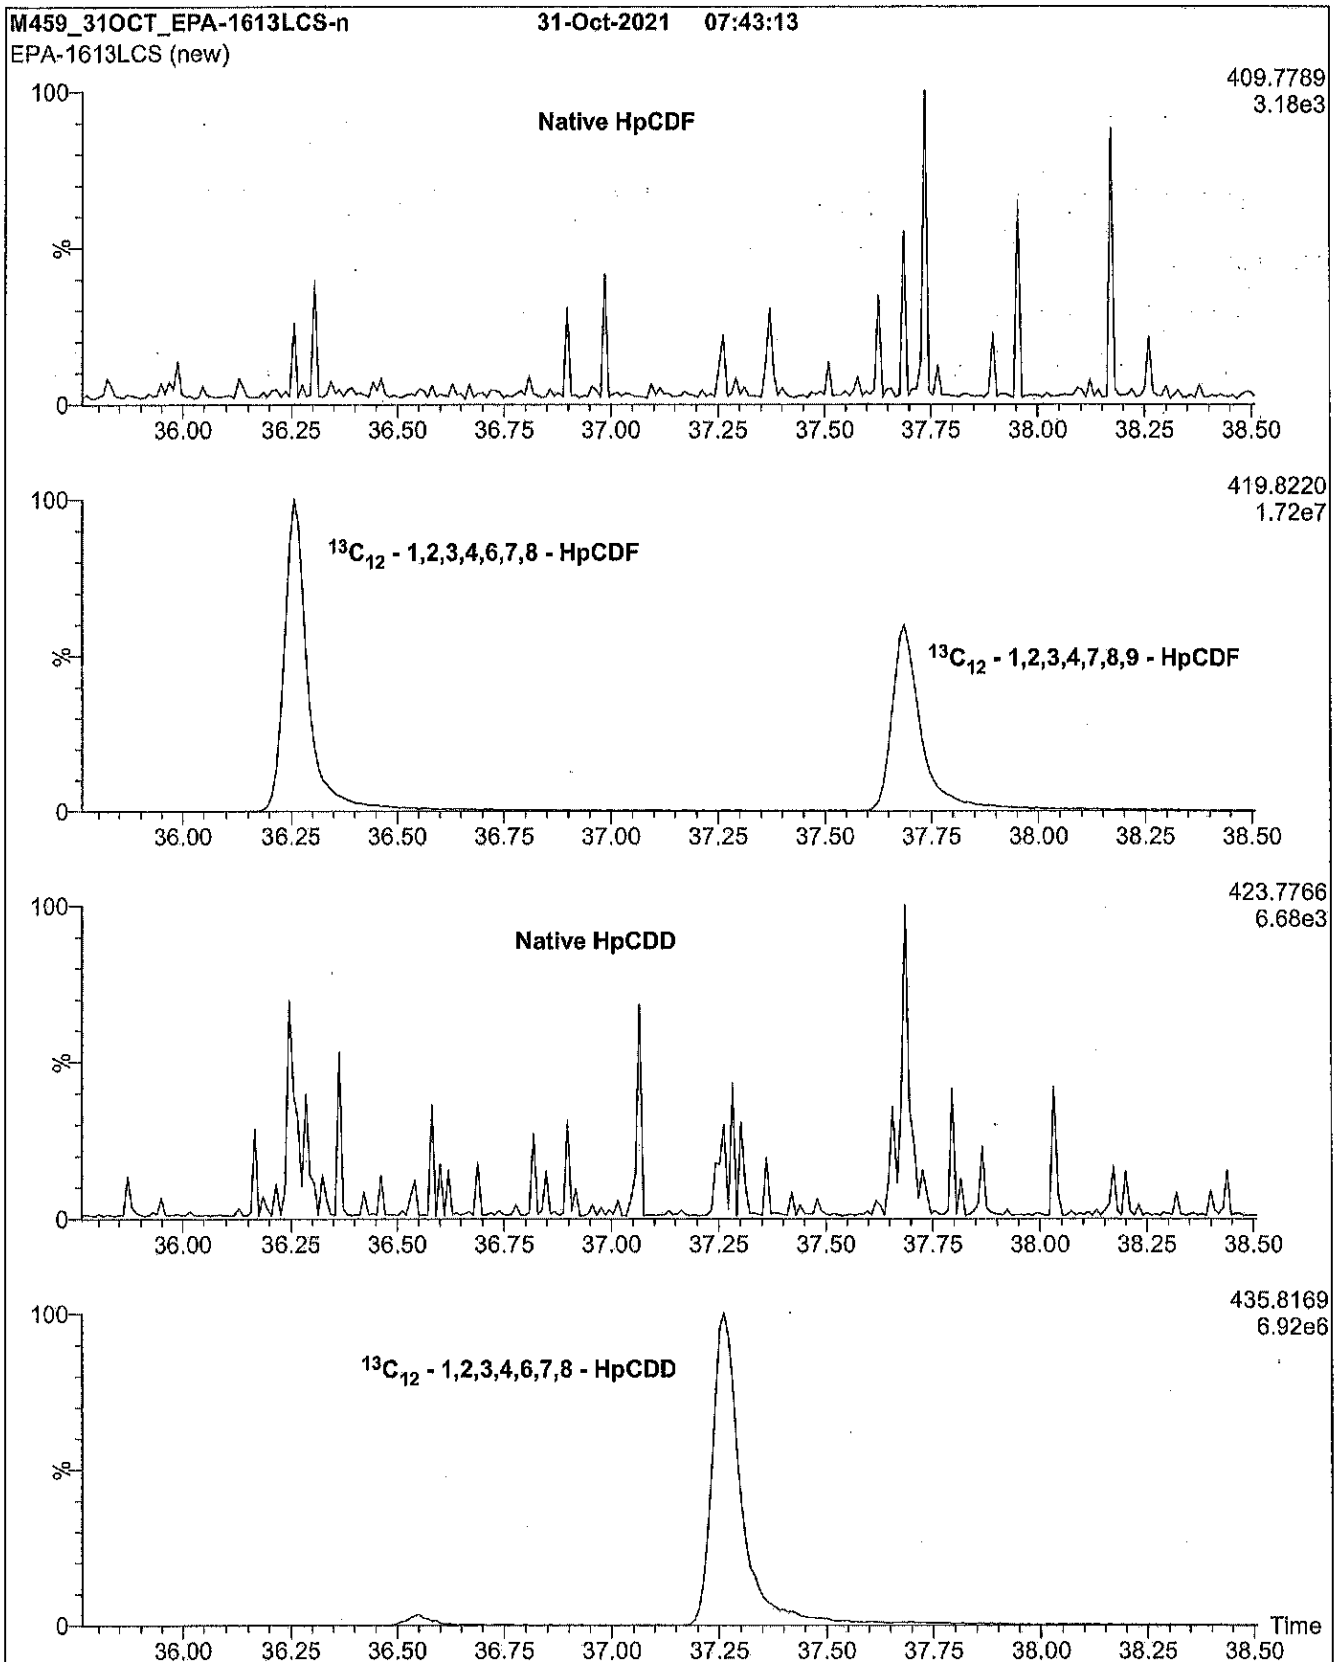 M459_31OCT_EPA-1613LCS-n 31-Oct-2021 07:43:13
EPA-1613LCS (new)
409.7789
3.18e3
100
Native HpCDF
%
0
36.00 36.25 36.50 36.75 37.00 37.25 37.50 37.75 38.00 38.25 38.50
419.8220
1.72e7
100
¹³C₁₂ - 1,2,3,4,6,7,8 - HpCDF
%
¹³C₁₂ - 1,2,3,4,7,8,9 - HpCDF
0
36.00 36.25 36.50 36.75 37.00 37.25 37.50 37.75 38.00 38.25 38.50
423.7766
6.68e3
100
Native HpCDD
%
0
36.00 36.25 36.50 36.75 37.00 37.25 37.50 37.75 38.00 38.25 38.50
435.8169
6.92e6
100
¹³C₁₂ - 1,2,3,4,6,7,8 - HpCDD
%
0
Time
36.00 36.25 36.50 36.75 37.00 37.25 37.50 37.75 38.00 38.25 38.50